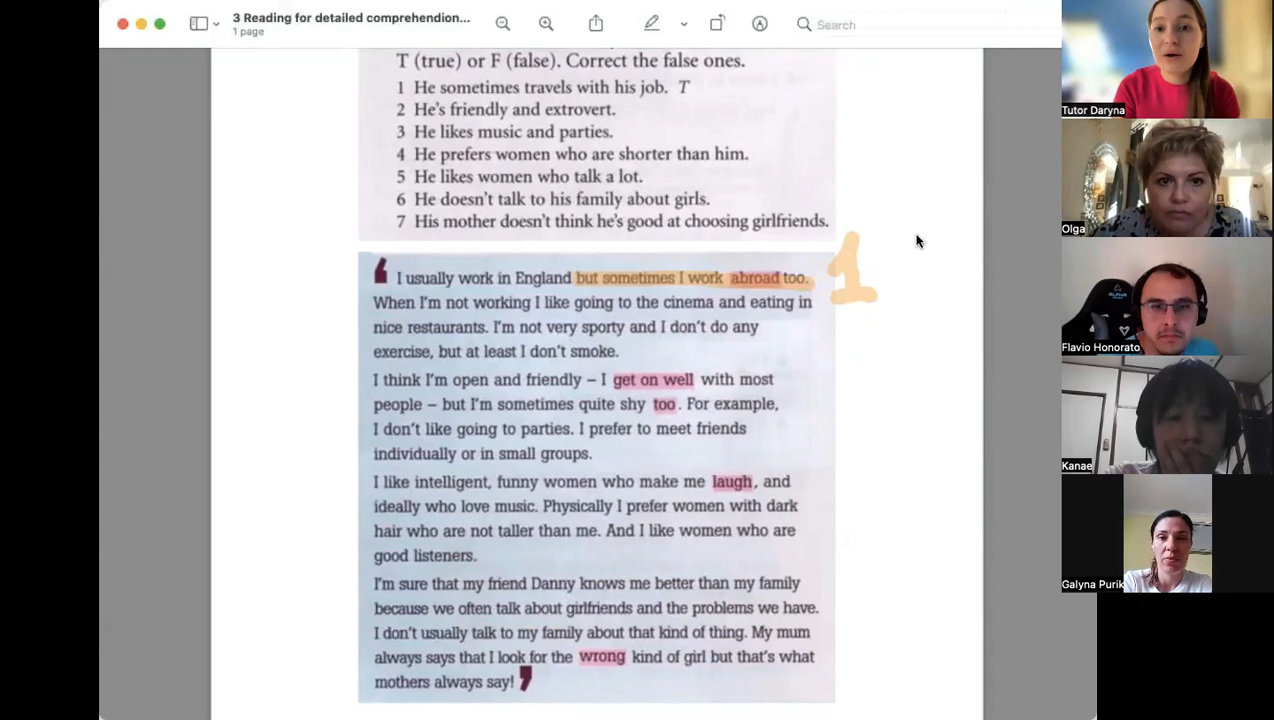 3 Reading for detailed comprehendion...
1 page
Search
T (true) or F (false). Correct the false ones.
1 He sometimes travels with his job. T
2 He's friendly and extrovert.
3 He likes music and parties.
4 He prefers women who are shorter than him.
5 He likes women who talk a lot.
6 He doesn't talk to his family about girls.
7 His mother doesn't think he's good at choosing girlfriends.
1
‘ I usually work in England but sometimes I work abroad too.
When I'm not working I like going to the cinema and eating in
nice restaurants. I'm not very sporty and I don't do any
exercise, but at least I don't smoke.
I think I'm open and friendly – I get on well with most
people – but I'm sometimes quite shy too. For example,
I don't like going to parties. I prefer to meet friends
individually or in small groups.
I like intelligent, funny women who make me laugh, and
ideally who love music. Physically I prefer women with dark
hair who are not taller than me. And I like women who are
good listeners.
I'm sure that my friend Danny knows me better than my family
because we often talk about girlfriends and the problems we have.
I don't usually talk to my family about that kind of thing. My mum
always says that I look for the wrong kind of girl but that's what
mothers always say! ’
Tutor Daryna
Olga
Flavio Honorato
Kanae
Galyna Purik